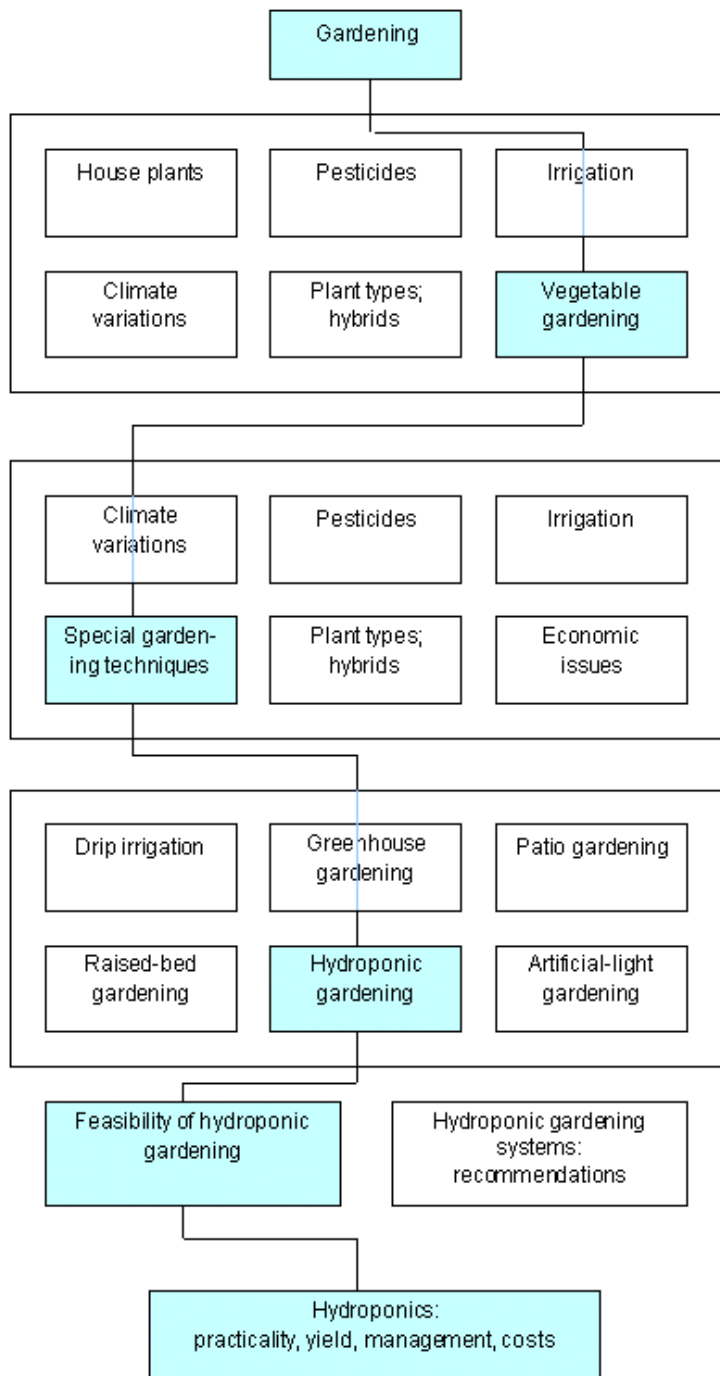 Gardening
House plants
Pesticides
Irrigation
Climate
variations
Plant types;
hybrids
Vegetable
gardening
Climate
variations
Pesticides
Irrigation
Special garden-
ing techniques
Plant types;
hybrids
Economic
issues
Drip irrigation
Greenhouse
gardening
Patio gardening
Raised-bed
gardening
Hydroponic
gardening
Artificial-light
gardening
Feasibility of hydroponic
gardening
Hydroponic gardening
systems:
recommendations
Hydroponics:
practicality, yield, management, costs